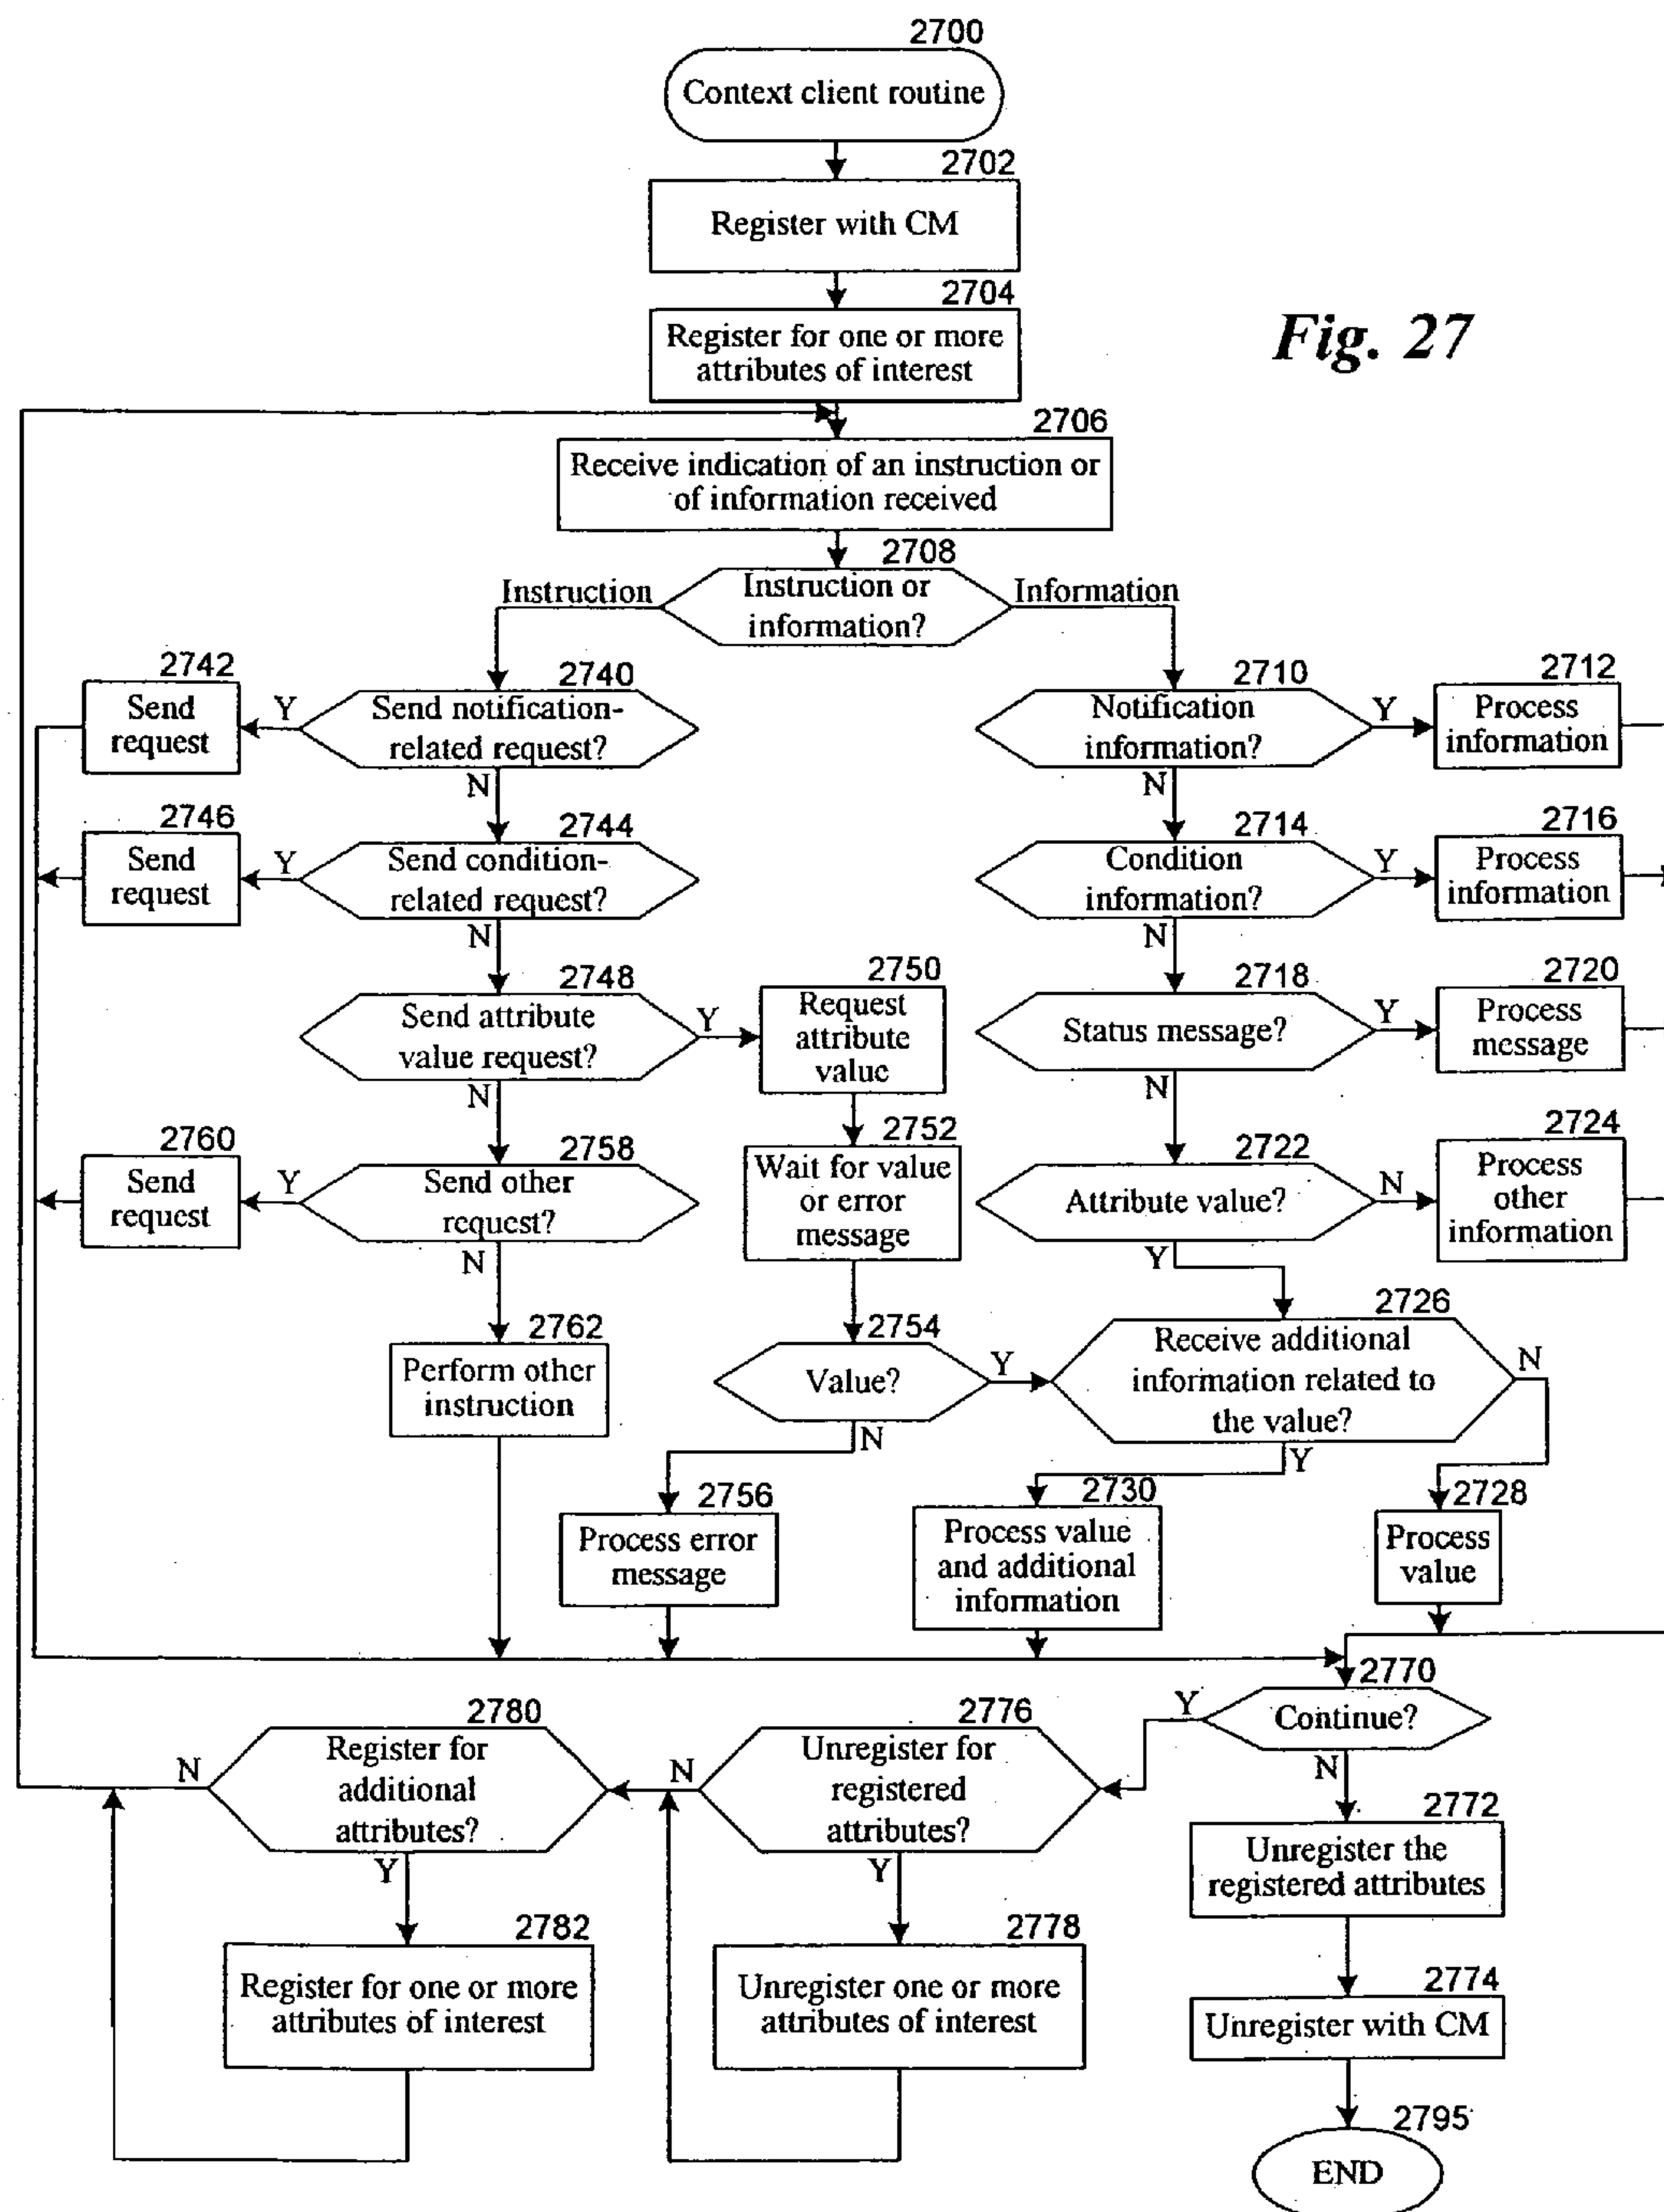 2700
Context client routine
2702
Register with CM
2704
Register for one or more
attributes of interest
Fig. 27
2706
Receive indication of an instruction or
of information received
2708
Instruction or
information?
Instruction
Information
2742
Send
request
Y
2740
Send notification-
related request?
N
2710
Notification
information?
Y
N
2712
Process
information
2746
Send
request
Y
2744
Send condition-
related request?
N
2714
Condition
information?
Y
N
2716
Process
information
2748
Send attribute
value request?
Y
N
2750
Request
attribute
value
2718
Status message?
Y
N
2720
Process
message
2760
Send
request
Y
2758
Send other
request?
N
2752
Wait for value
or error
message
2722
Attribute value?
N
Y
2724
Process
other
information
2762
Perform other
instruction
2754
Value?
Y
N
2726
Receive additional
information related to
the value?
N
Y
2756
Process error
message
2730
Process value
and additional
information
2728
Process
value
2770
Continue?
Y
N
2780
Register for
additional
attributes?
N
Y
2776
Unregister for
registered
attributes?
N
Y
2772
Unregister the
registered attributes
2782
Register for one or more
attributes of interest
2778
Unregister one or more
attributes of interest
2774
Unregister with CM
2795
END